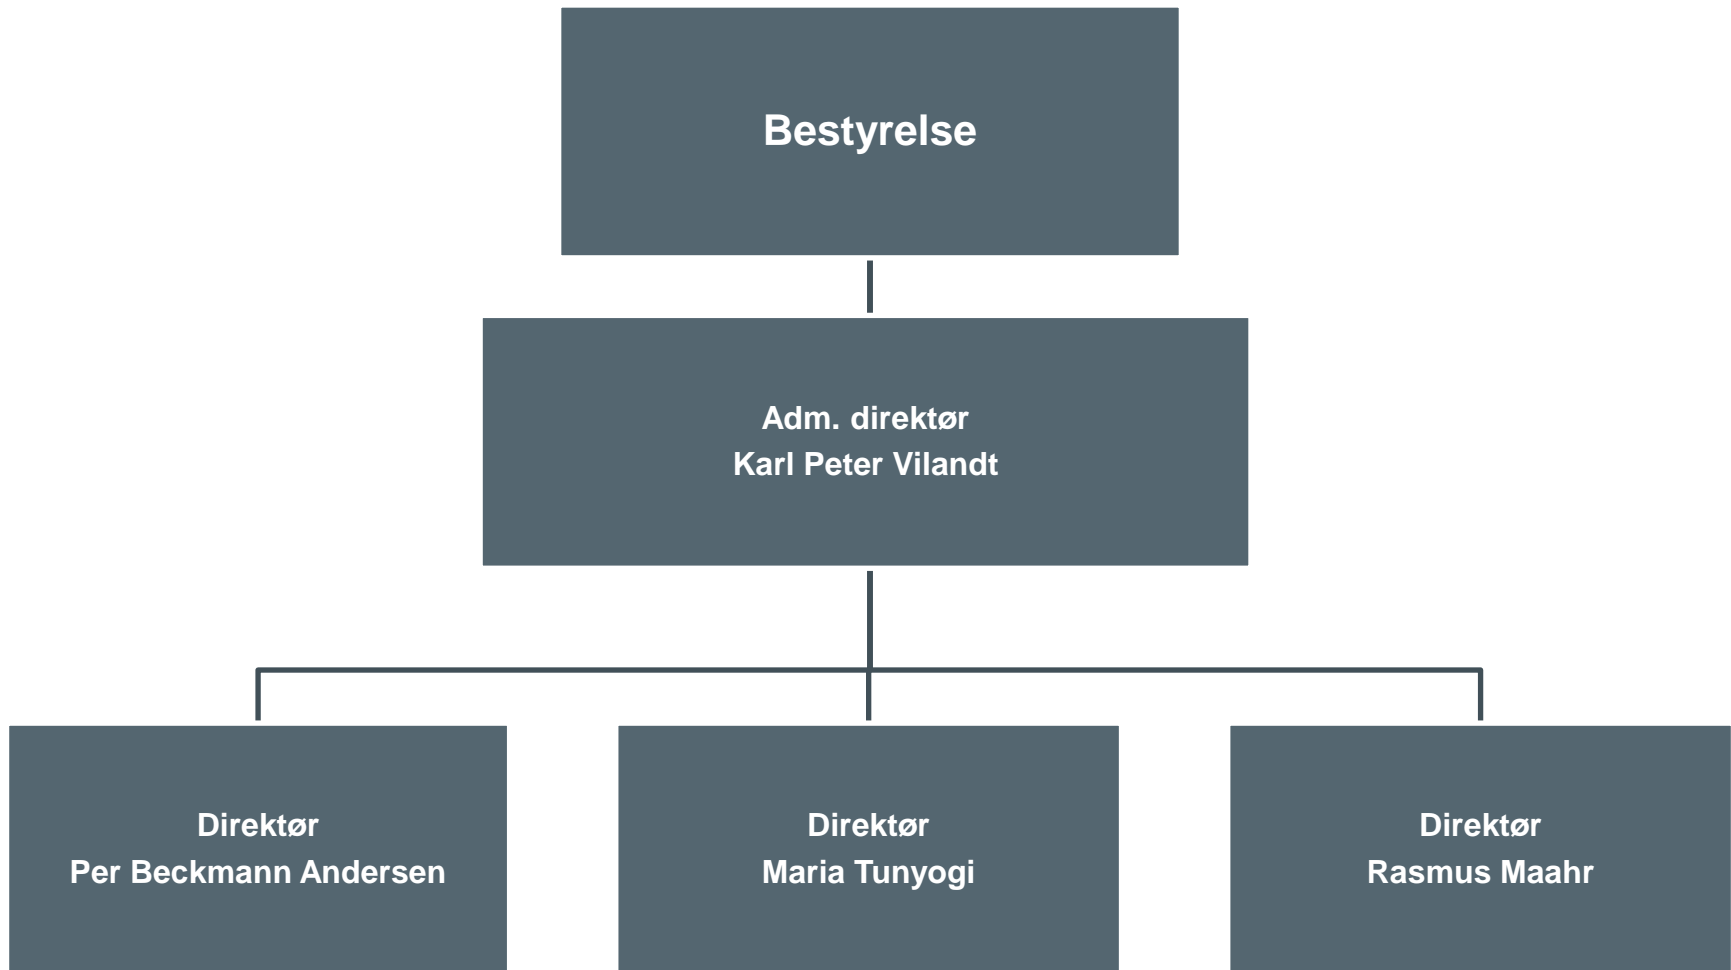 Bestyrelse
Adm. direktør
Karl Peter Vilandt
Direktør
Per Beckmann Andersen
Direktør
Maria Tunyogi
Direktør
Rasmus Maahr